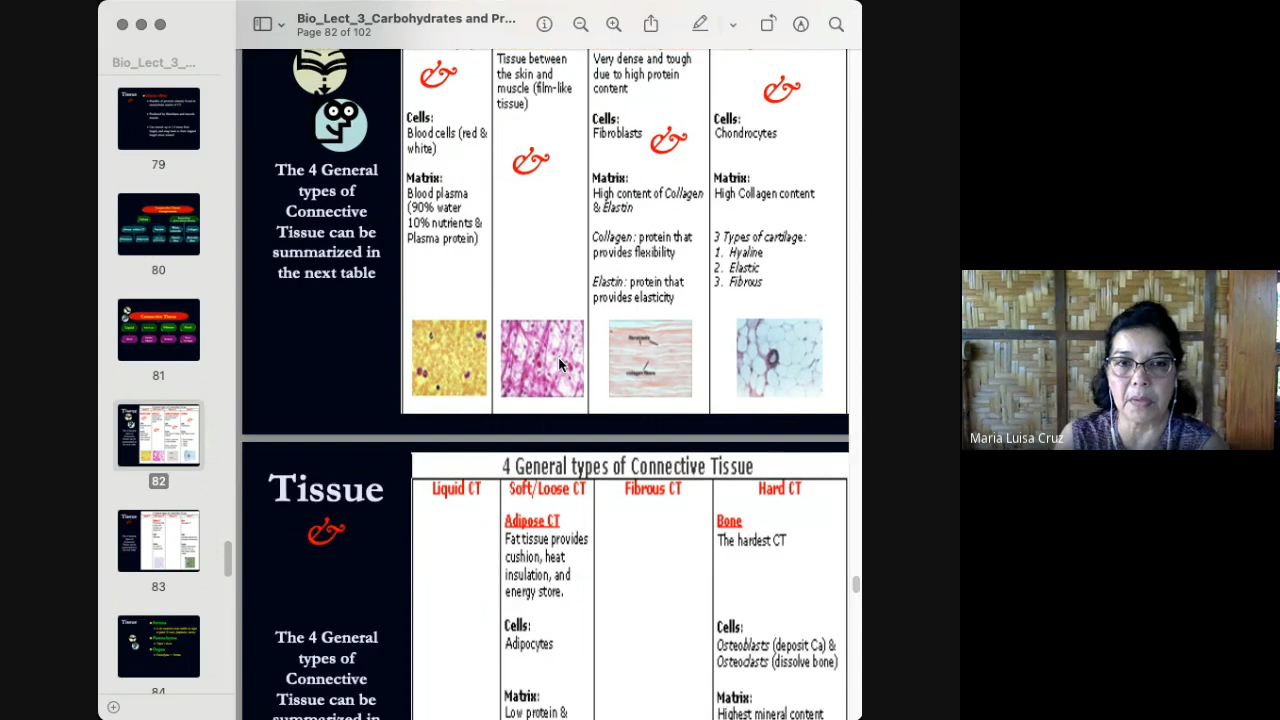 Bio_Lect_3_Carbohydrates and Pr...
Page 82 of 102
Bio_Lect_3_...
Tissue
79
80
Connective Tissue
81
82
83
84
The 4 General
types of
Connective
Tissue can be
summarized in
the next table
Cells:
Blood cells (red &
white)
Matrix:
Blood plasma
(90% water
10% nutrients &
Plasma protein)
Tissue between
the skin and
muscle (film-like
tissue)
Very dense and tough
due to high protein
content
Cells:
Fibroblasts
Matrix:
High content of Collagen
& Elastin
Collagen: protein that
provides flexibility
Elastin: protein that
provides elasticity
Cells:
Chondrocytes
Matrix:
High Collagen content
3 Types of cartilage:
1. Hyaline
2. Elastic
3. Fibrous
Tissue
The 4 General
types of
Connective
Tissue can be
summarized in
4 General types of Connective Tissue
Liquid CT
Soft/Loose CT
Fibrous CT
Hard CT
Adipose CT
Fat tissue provides
cushion, heat
insulation, and
energy store.
Cells:
Adipocytes
Matrix:
Low protein &
Bone
The hardest CT
Cells:
Osteoblasts (deposit Ca) &
Osteoclasts (dissolve bone)
Matrix:
Highest mineral content
Maria Luisa Cruz